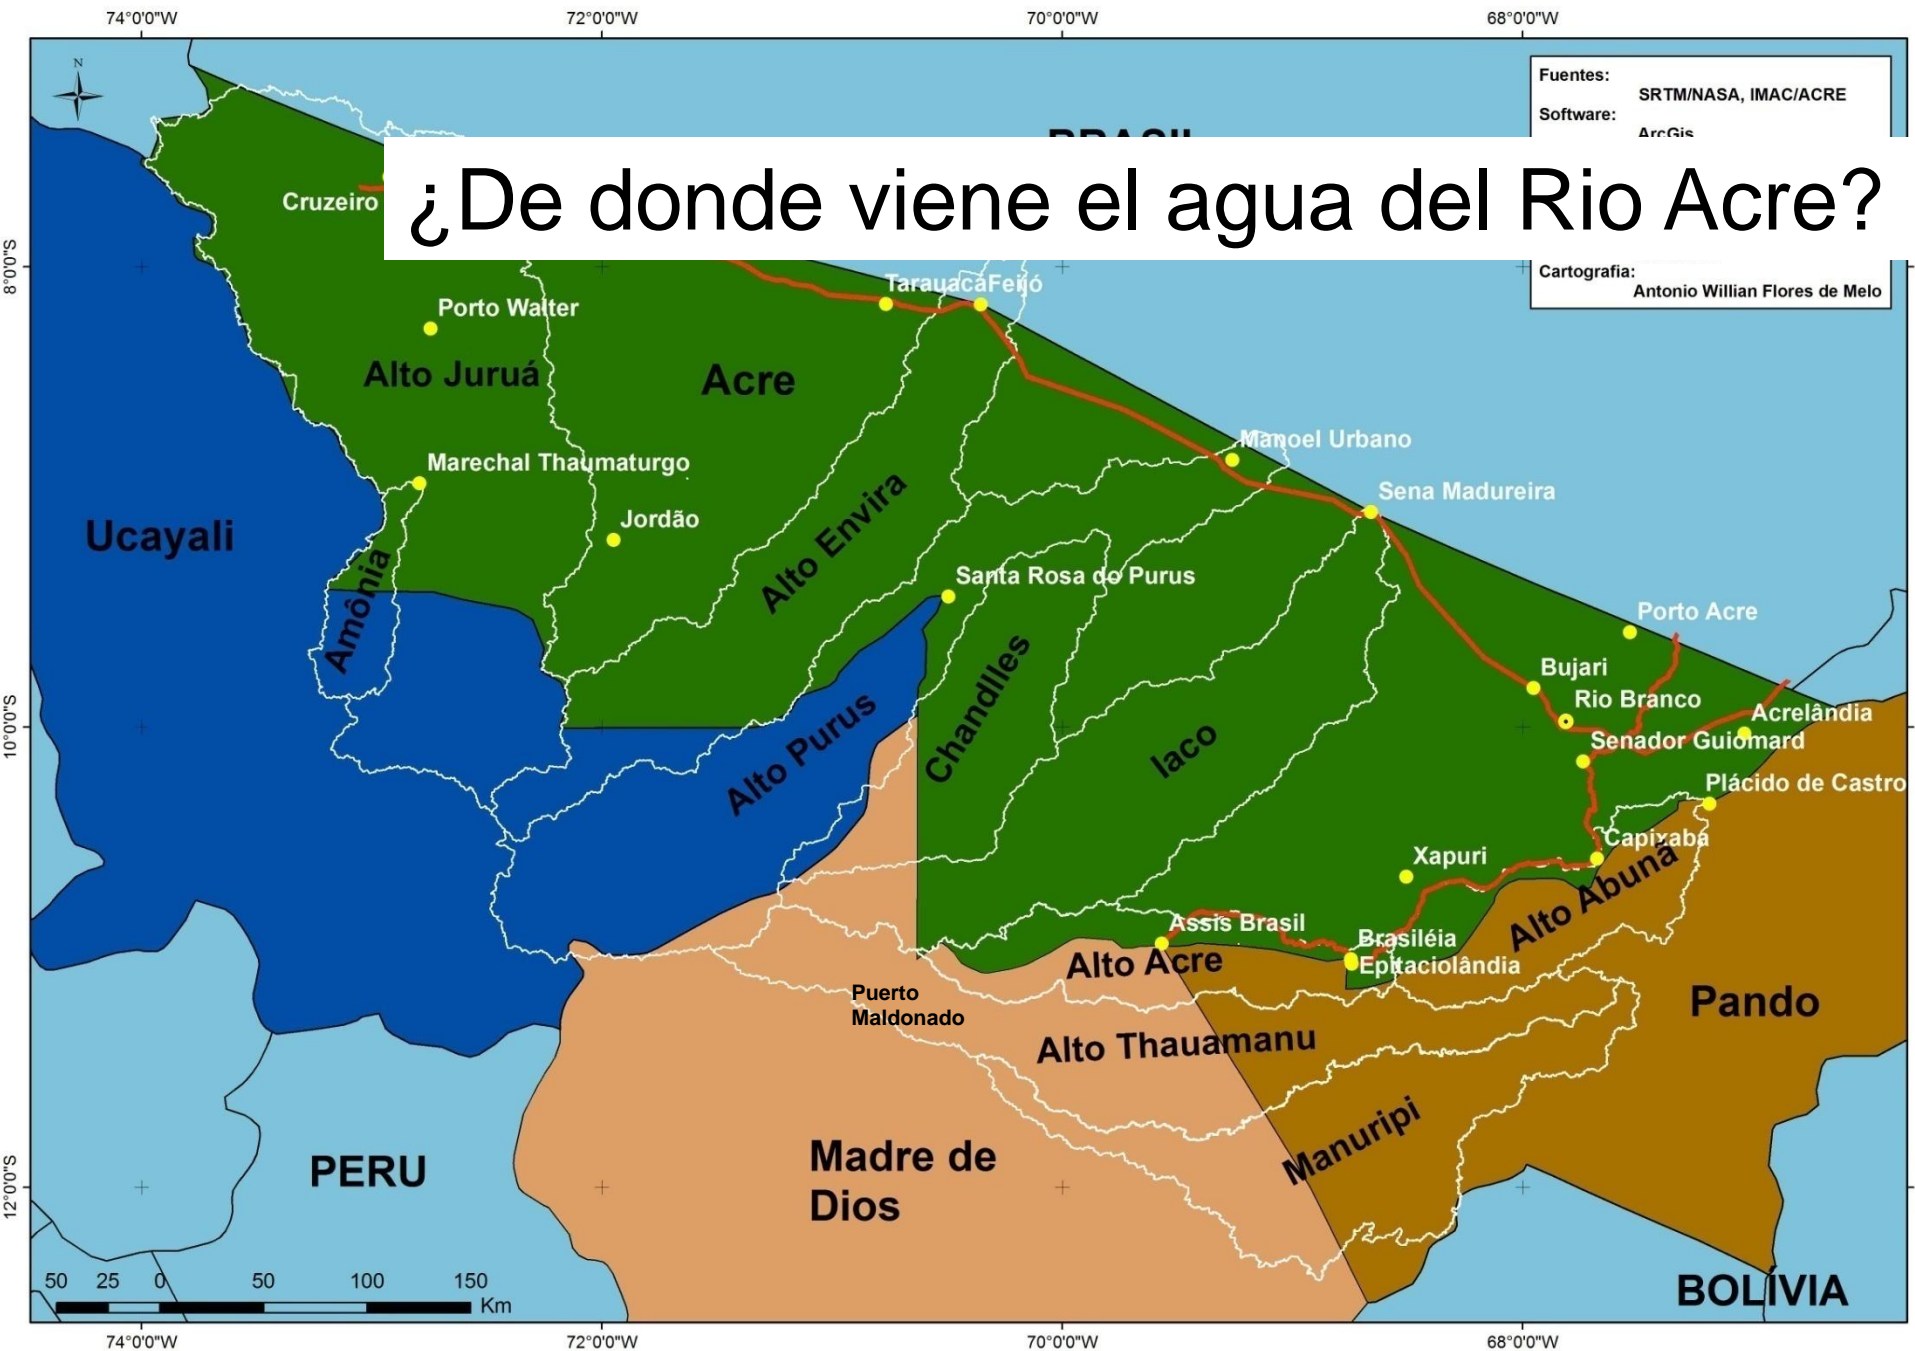 74°0'0"W
72°0'0"W
70°0'0"W
68°0'0"W
N
Fuentes:
SRTM/NASA, IMAC/ACRE
Software:
ArcGis
BRASIL
¿De donde viene el agua del Rio Acre?
Cruzeiro
8°0'0"S
Cartografia:
Antonio Willian Flores de Melo
Tarauacá
Feijó
Porto Walter
Alto Juruá
Acre
Manoel Urbano
Marechal Thaumaturgo
Sena Madureira
Jordão
Ucayali
Alto Envira
Amônia
Santa Rosa do Purus
Porto Acre
Bujari
Rio Branco
Acrelândia
Senador Guiomard
Plácido de Castro
10°0'0"S
Alto Purus
Chandlles
Iaco
Capixaba
Xapuri
Alto Abunã
Assis Brasil
Brasiléia
Epitaciolândia
Alto Acre
Puerto
Maldonado
Pando
Alto Thauamanu
Manuripi
PERU
Madre de
Dios
12°0'0"S
BOLÍVIA
50 25 0 50 100 150
Km
74°0'0"W
72°0'0"W
70°0'0"W
68°0'0"W